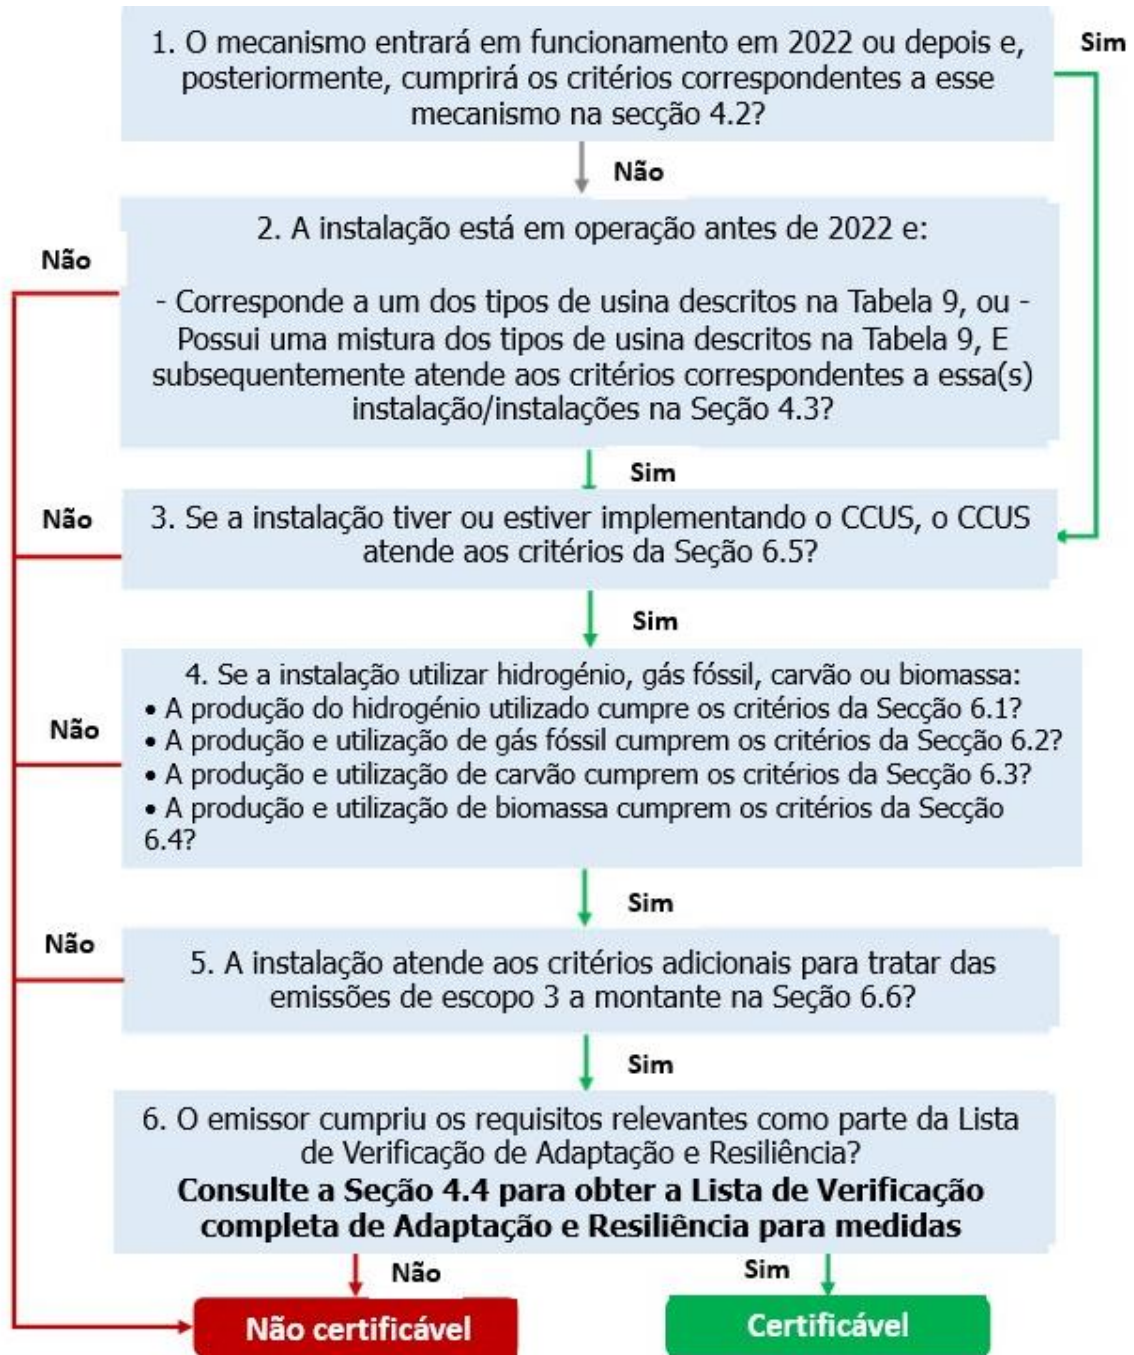 1. O mecanismo entrará em funcionamento em 2022 ou depois e,
posteriormente, cumprirá os critérios correspondentes a esse
mecanismo na secção 4.2?
Sim
Não
2. A instalação está em operação antes de 2022 e:
Não
- Corresponde a um dos tipos de usina descritos na Tabela 9, ou -
Possui uma mistura dos tipos de usina descritos na Tabela 9, E
subsequentemente atende aos critérios correspondentes a essa(s)
instalação/instalações na Seção 4.3?
Sim
Não
3. Se a instalação tiver ou estiver implementando o CCUS, o CCUS
atende aos critérios da Seção 6.5?
Sim
4. Se a instalação utilizar hidrogénio, gás fóssil, carvão ou biomassa:
• A produção do hidrogénio utilizado cumpre os critérios da Secção 6.1?
Não
• A produção e utilização de gás fóssil cumprem os critérios da Secção 6.2?
• A produção e utilização de carvão cumprem os critérios da Secção 6.3?
• A produção e utilização de biomassa cumprem os critérios da Secção
6.4?
Sim
Não
5. A instalação atende aos critérios adicionais para tratar das
emissões de escopo 3 a montante na Seção 6.6?
Sim
6. O emissor cumpriu os requisitos relevantes como parte da Lista
de Verificação de Adaptação e Resiliência?
Consulte a Seção 4.4 para obter a Lista de Verificação
completa de Adaptação e Resiliência para medidas
Não
Sim
Não certificável
Certificável